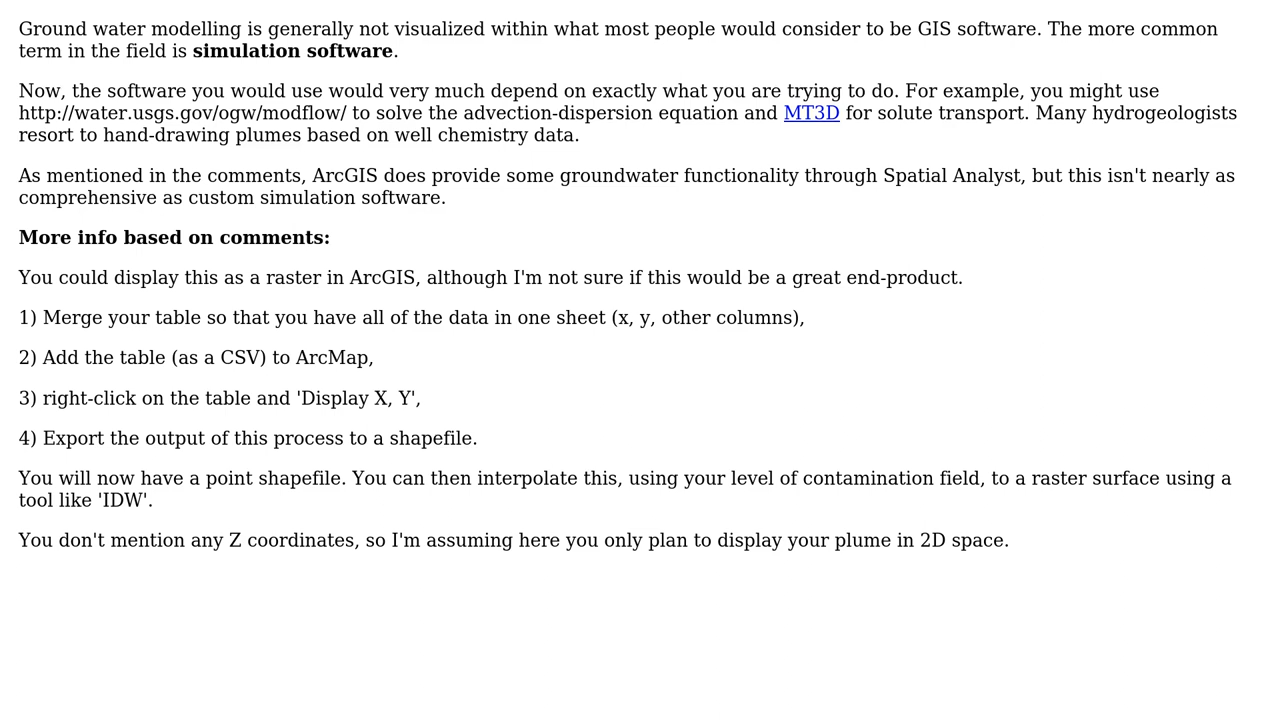 Ground water modelling is generally not visualized within what most people would consider to be GIS software. The more common
term in the field is simulation software.
Now, the software you would use would very much depend on exactly what you are trying to do. For example, you might use
http://water.usgs.gov/ogw/modflow/ to solve the advection-dispersion equation and MT3D for solute transport. Many hydrogeologists
resort to hand-drawing plumes based on well chemistry data.
As mentioned in the comments, ArcGIS does provide some groundwater functionality through Spatial Analyst, but this isn't nearly as
comprehensive as custom simulation software.
More info based on comments:
You could display this as a raster in ArcGIS, although I'm not sure if this would be a great end-product.
1) Merge your table so that you have all of the data in one sheet (x, y, other columns),
2) Add the table (as a CSV) to ArcMap,
3) right-click on the table and 'Display X, Y',
4) Export the output of this process to a shapefile.
You will now have a point shapefile. You can then interpolate this, using your level of contamination field, to a raster surface using a
tool like 'IDW'.
You don't mention any Z coordinates, so I'm assuming here you only plan to display your plume in 2D space.